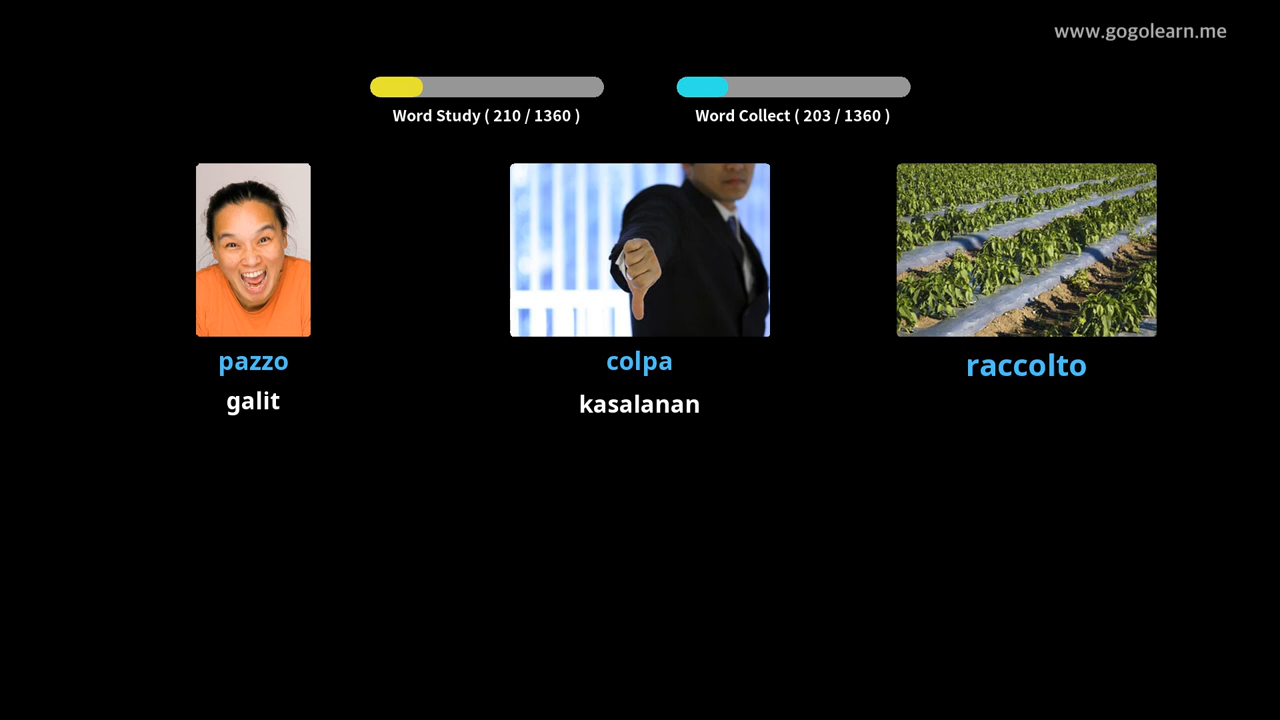 www.gogolearn.me
Word Study ( 210 / 1360 )
Word Collect ( 203 / 1360 )
pazzo
galit
colpa
kasalanan
raccolto